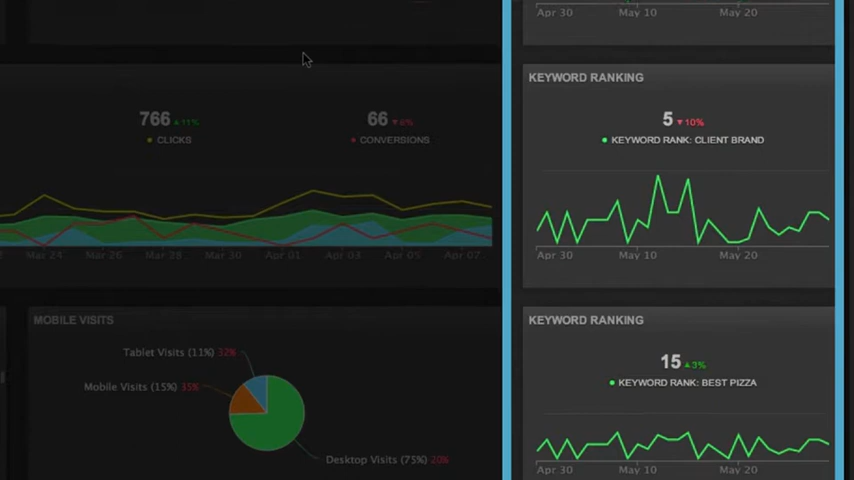 Apr 30 May 10 May 20
KEYWORD RANKING
766 ▲11%
CLICKS
66 ▼6%
CONVERSIONS
5 ▼10%
KEYWORD RANK: CLIENT BRAND
Mar 24 Mar 26 Mar 28 Mar 30 Apr 01 Apr 03 Apr 05 Apr 07
Apr 30 May 10 May 20
MOBILE VISITS
Tablet Visits (11%) 32%
Mobile Visits (15%) 35%
Desktop Visits (75%) 20%
KEYWORD RANKING
15 ▲3%
KEYWORD RANK: BEST PIZZA
Apr 30 May 10 May 20